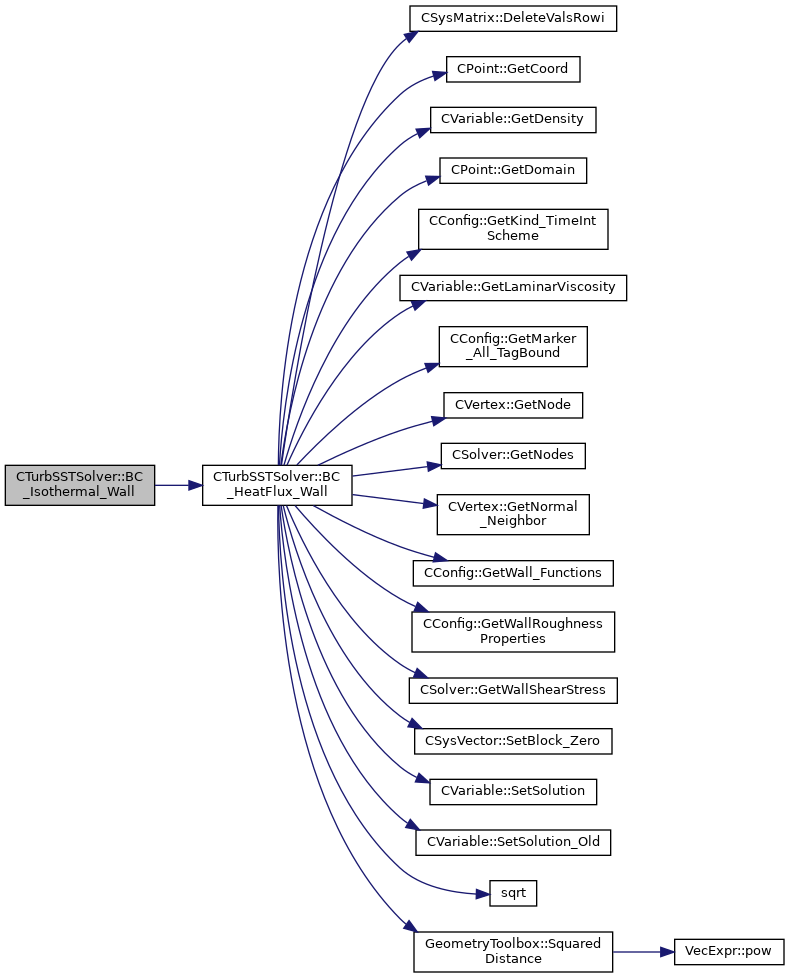 CTurbSSTSolver::BC
_Isothermal_Wall
CTurbSSTSolver::BC
_HeatFlux_Wall
CSysMatrix::DeleteValsRowi
CPoint::GetCoord
CVariable::GetDensity
CPoint::GetDomain
CConfig::GetKind_TimeInt
Scheme
CVariable::GetLaminarViscosity
CConfig::GetMarker
_All_TagBound
CVertex::GetNode
CSolver::GetNodes
CVertex::GetNormal
_Neighbor
CConfig::GetWall_Functions
CConfig::GetWallRoughness
Properties
CSolver::GetWallShearStress
CSysVector::SetBlock_Zero
CVariable::SetSolution
CVariable::SetSolution_Old
sqrt
GeometryToolbox::Squared
Distance
VecExpr::pow